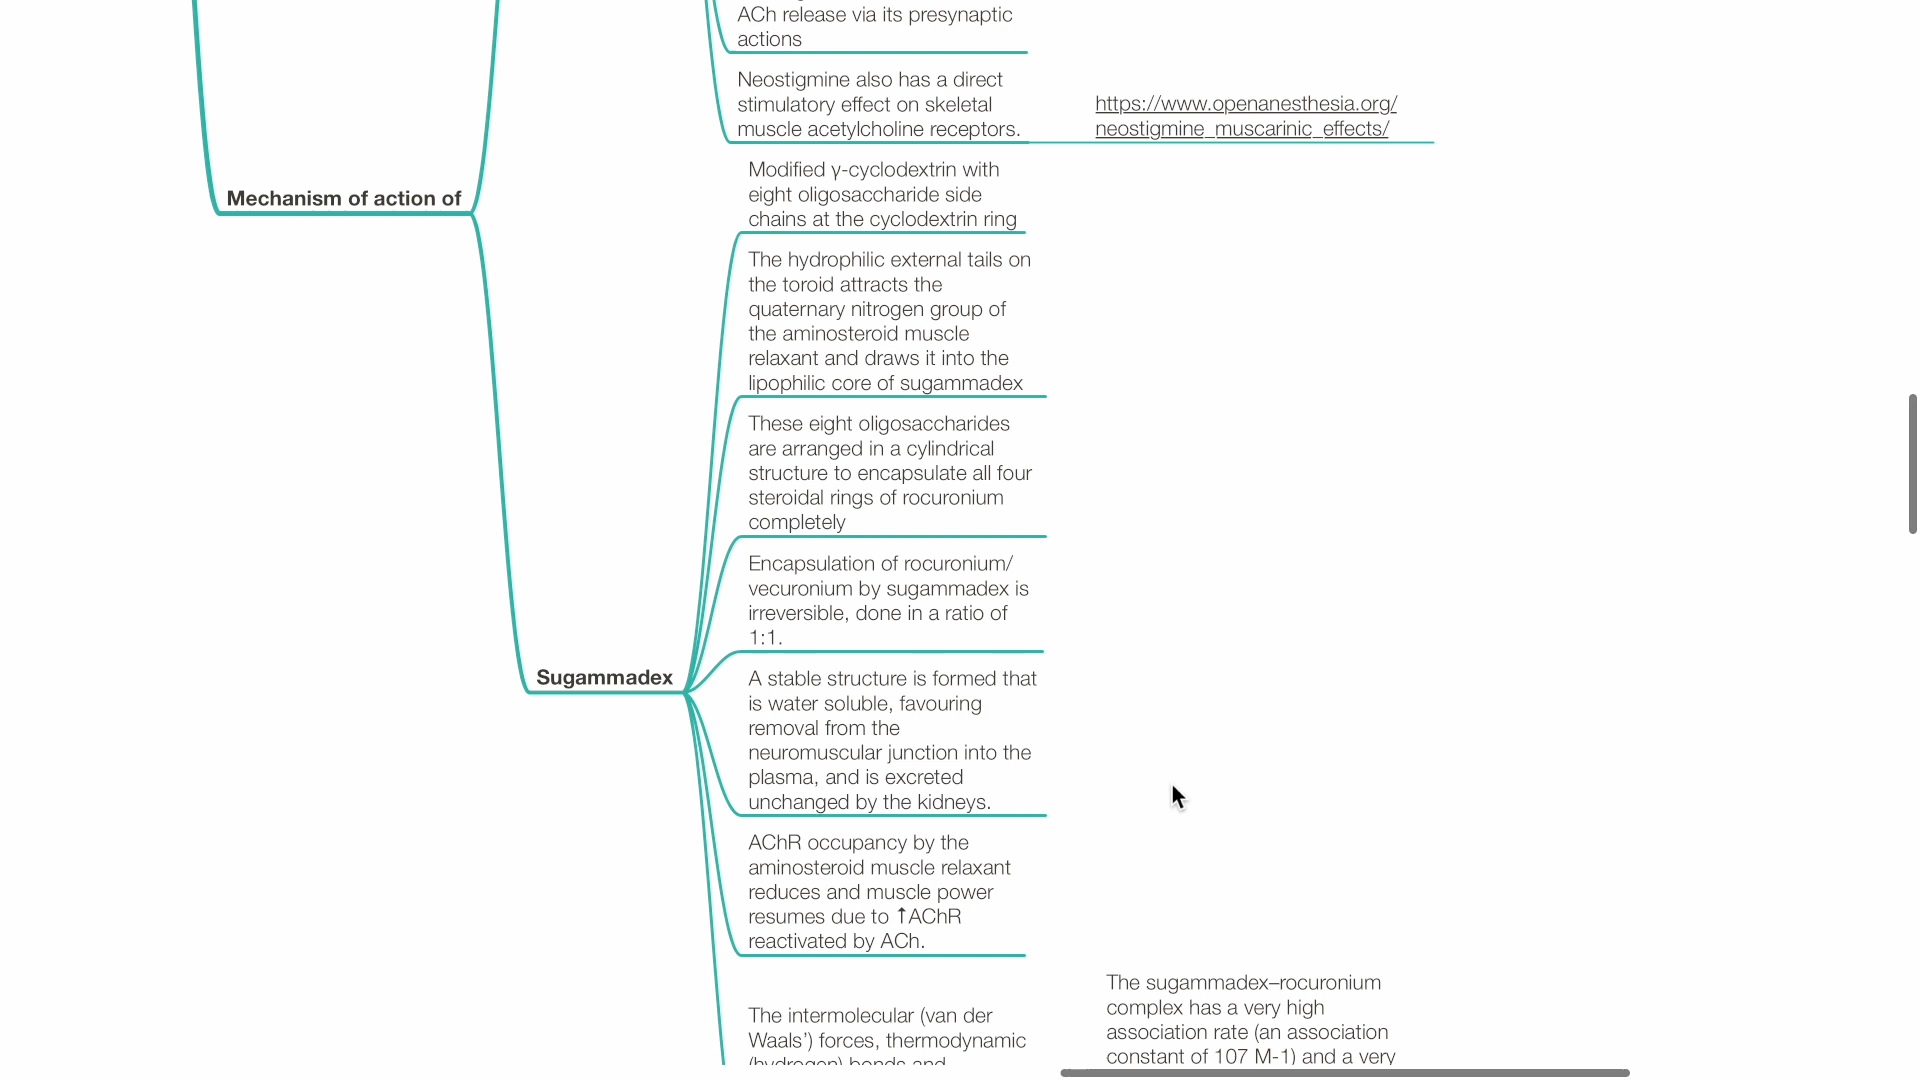 ACh release via its presynaptic
actions
Neostigmine also has a direct
stimulatory effect on skeletal
muscle acetylcholine receptors.
https://www.openanesthesia.org/
neostigmine_muscarinic_effects/
Mechanism of action of
Modified γ-cyclodextrin with
eight oligosaccharide side
chains at the cyclodextrin ring
The hydrophilic external tails on
the toroid attracts the
quaternary nitrogen group of
the aminosteroid muscle
relaxant and draws it into the
lipophilic core of sugammadex
These eight oligosaccharides
are arranged in a cylindrical
structure to encapsulate all four
steroidal rings of rocuronium
completely
Encapsulation of rocuronium/
vecuronium by sugammadex is
irreversible, done in a ratio of
1:1.
Sugammadex
A stable structure is formed that
is water soluble, favouring
removal from the
neuromuscular junction into the
plasma, and is excreted
unchanged by the kidneys.
AChR occupancy by the
aminosteroid muscle relaxant
reduces and muscle power
resumes due to ↑AChR
reactivated by ACh.
The intermolecular (van der
Waals’) forces, thermodynamic
(hydrogen) bonds and
The sugammadex–rocuronium
complex has a very high
association rate (an association
constant of 107 M-1) and a very